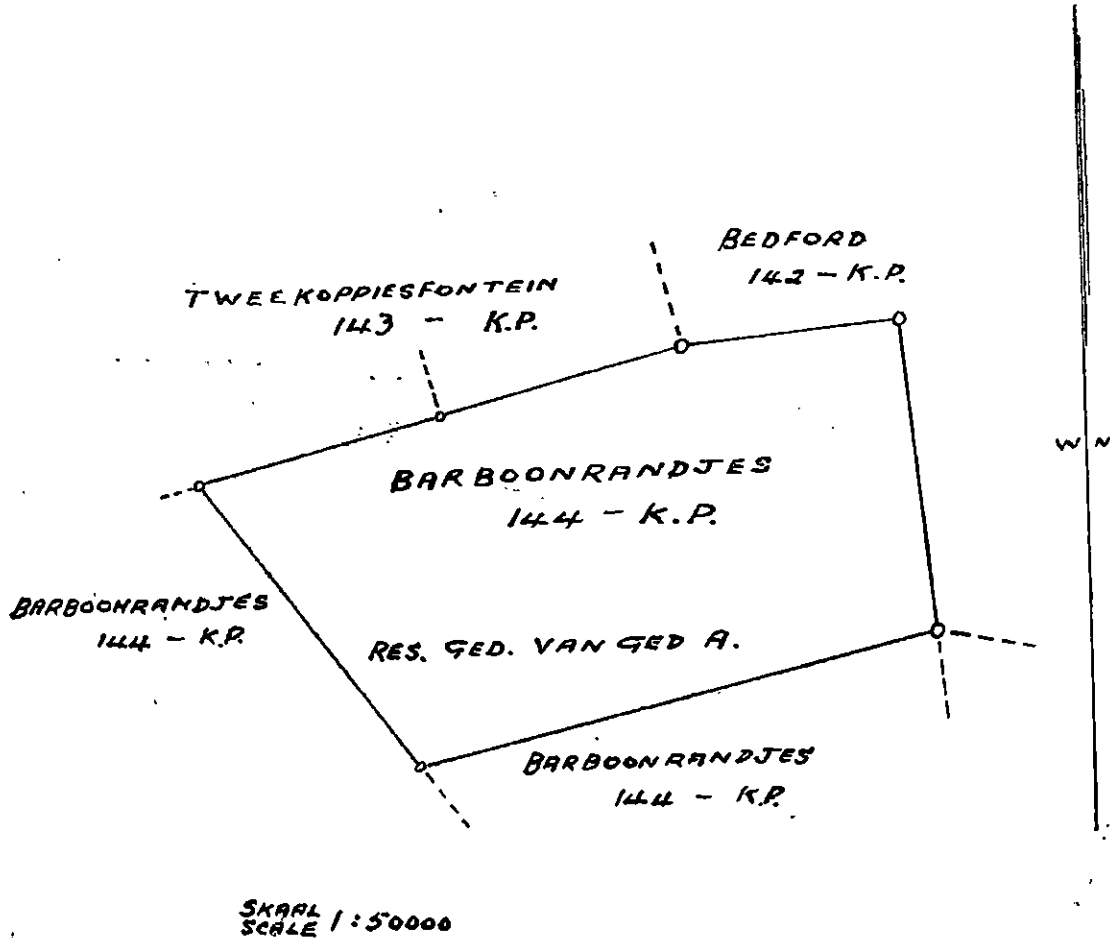 BEDFORD
142 - K.P.
TWEEKOPPIESFONTEIN
143 - K.P.
W N
BARBOONRANDJES
144 - K.P.
BARBOONRANDJES
144 - K.P.
RES. GED. VAN GED A.
BARBOONRANDJES
144 - K.P.
SKAAL
SCALE 1:50000